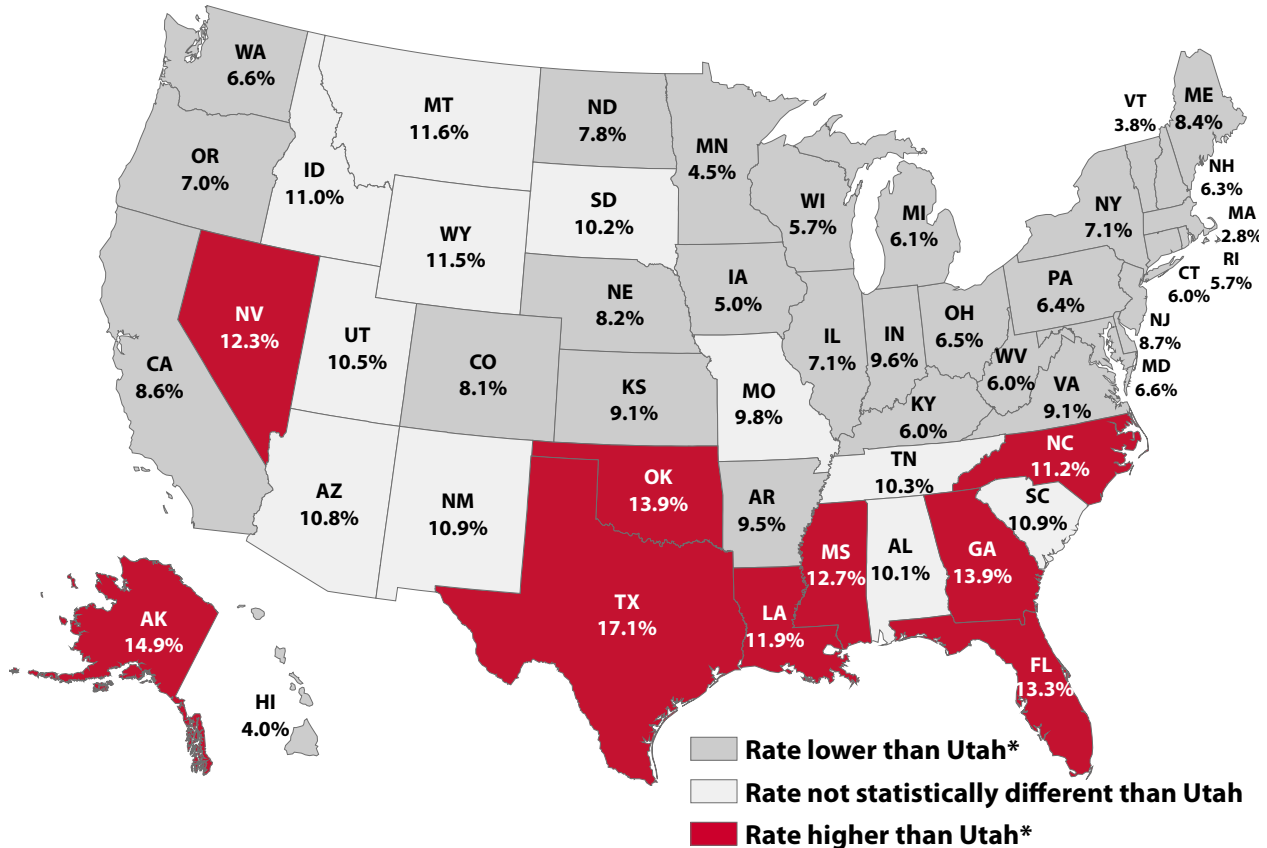 WA
6.6%
MT
11.6%
ND
7.8%
MN
4.5%
VT
3.8%
ME
8.4%
OR
7.0%
ID
11.0%
SD
10.2%
WI
5.7%
MI
6.1%
NY
7.1%
NH
6.3%
MA
2.8%
RI
5.7%
CT
6.0%
WY
11.5%
NV
12.3%
UT
10.5%
NE
8.2%
IA
5.0%
PA
6.4%
NJ
8.7%
MD
6.6%
CA
8.6%
CO
8.1%
KS
9.1%
MO
9.8%
IL
7.1%
IN
9.6%
OH
6.5%
WV
6.0%
VA
9.1%
KY
6.0%
NC
11.2%
TN
10.3%
SC
10.9%
AZ
10.8%
NM
10.9%
OK
13.9%
AR
9.5%
MS
12.7%
AL
10.1%
GA
13.9%
TX
17.1%
LA
11.9%
FL
13.3%
AK
14.9%
HI
4.0%
Rate lower than Utah*
Rate not statistically different than Utah
Rate higher than Utah*